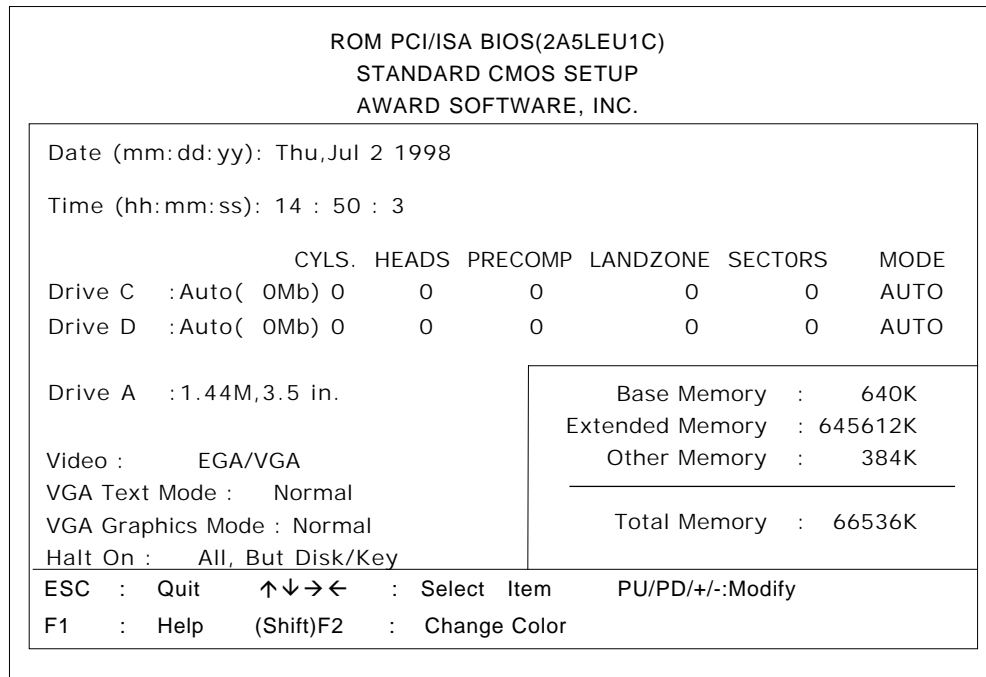 ROM PCI/ISA BIOS(2A5LEU1C)
STANDARD CMOS SETUP
AWARD SOFTWARE, INC.
Date (mm:dd:yy): Thu,Jul 2 1998
Time (hh:mm:ss): 14 : 50 : 3
CYLS. HEADS PRECOMP LANDZONE SECT0RS MODE
Drive C :Auto( 0Mb) 0 0 0 0 0 AUTO
Drive D :Auto( 0Mb) 0 0 0 0 0 AUTO
Drive A :1.44M,3.5 in.
Video : EGA/VGA
VGA Text Mode : Normal
VGA Graphics Mode : Normal
Halt On : All, But Disk/Key
Base Memory : 640K
Extended Memory : 645612K
Other Memory : 384K
Total Memory : 66536K
ESC : Quit ↑↓→← : Select Item PU/PD/+/-:Modify
F1 : Help (Shift)F2 : Change Color